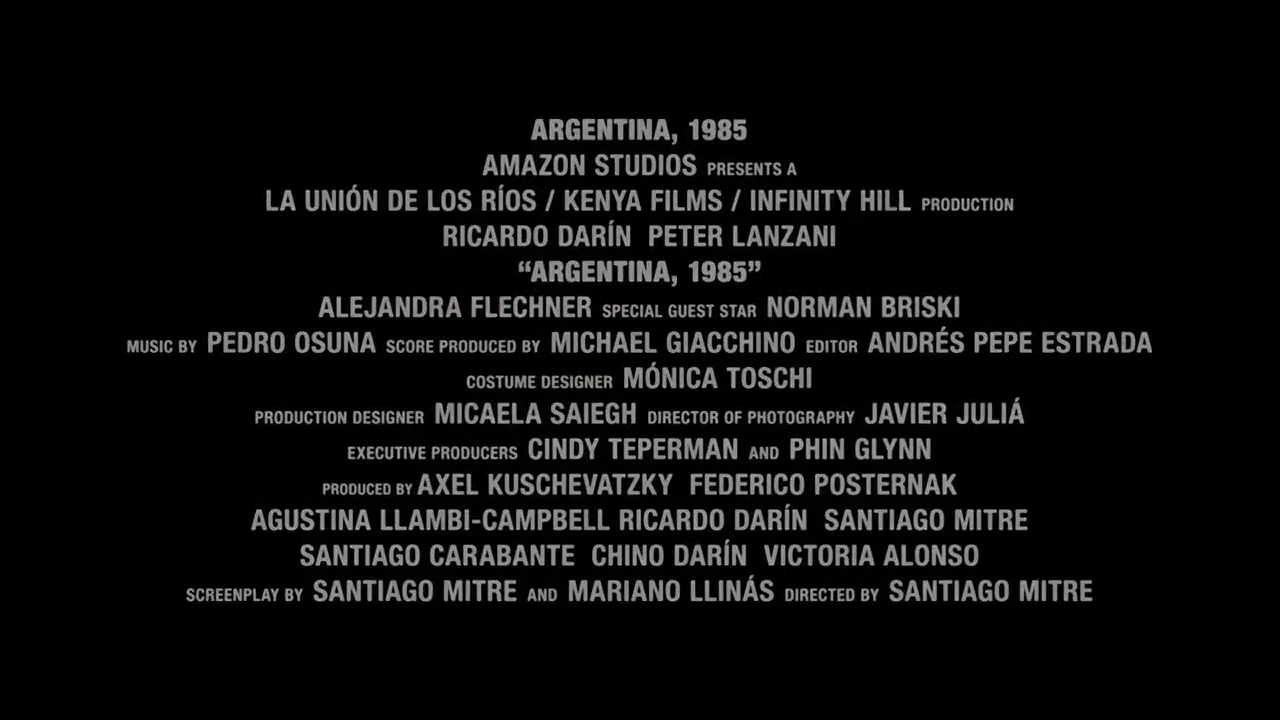 ARGENTINA, 1985
AMAZON STUDIOS PRESENTS A
LA UNIÓN DE LOS RÍOS / KENYA FILMS / INFINITY HILL PRODUCTION
RICARDO DARÍN PETER LANZANI
“ARGENTINA, 1985”
ALEJANDRA FLECHNER SPECIAL GUEST STAR NORMAN BRISKI
MUSIC BY PEDRO OSUNA SCORE PRODUCED BY MICHAEL GIACCHINO EDITOR ANDRÉS PEPE ESTRADA
COSTUME DESIGNER MÓNICA TOSCHI
PRODUCTION DESIGNER MICAELA SAIEGH DIRECTOR OF PHOTOGRAPHY JAVIER JULIÁ
EXECUTIVE PRODUCERS CINDY TEPERMAN AND PHIN GLYNN
PRODUCED BY AXEL KUSCHEVATZKY FEDERICO POSTERNAK
AGUSTINA LLAMBI-CAMPBELL RICARDO DARÍN SANTIAGO MITRE
SANTIAGO CARABANTE CHINO DARÍN VICTORIA ALONSO
SCREENPLAY BY SANTIAGO MITRE AND MARIANO LLINÁS DIRECTED BY SANTIAGO MITRE